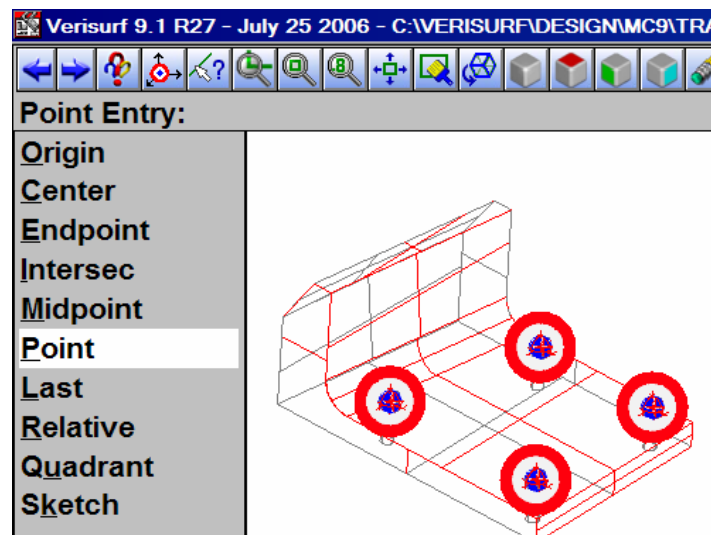 Verisurf 9.1 R27 - July 25 2006 - C:\VERISURF\DESIGN\MC9\TRA
Point Entry:
Origin
Center
Endpoint
Intersec
Midpoint
Point
Last
Relative
Quadrant
Sketch